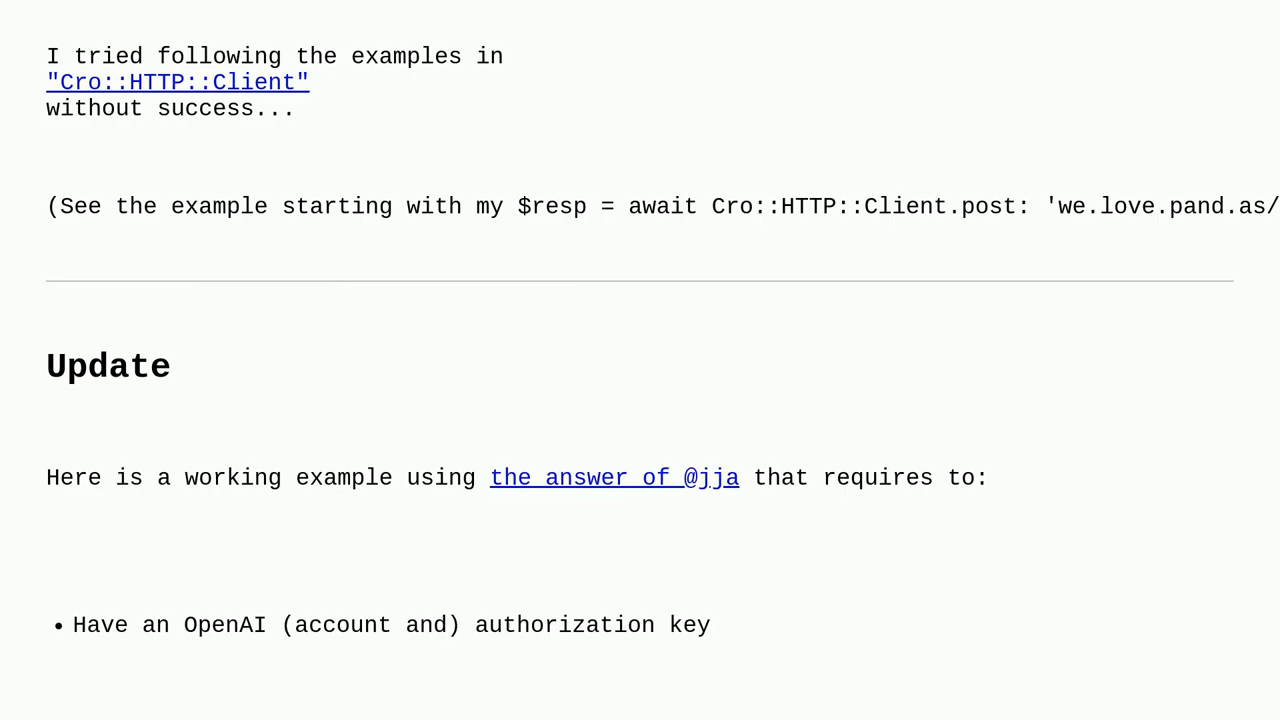 I tried following the examples in
"Cro::HTTP::Client"
without success...
(See the example starting with my $resp = await Cro::HTTP::Client.post: 'we.love.pand.as/
Update
Here is a working example using the answer of @jja that requires to:
• Have an OpenAI (account and) authorization key